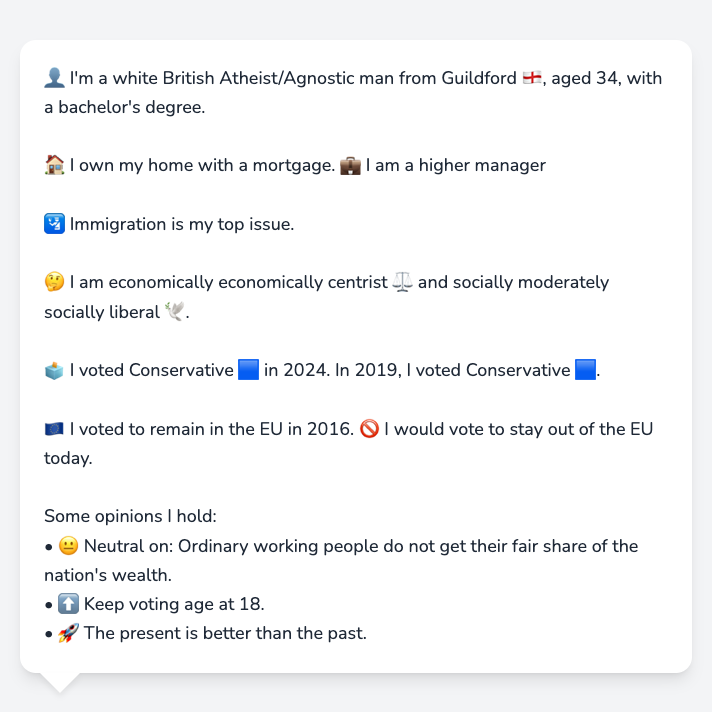 👤 I'm a white British Atheist/Agnostic man from Guildford 🏴󠁧󠁢󠁥󠁮󠁧󠁿, aged 34, with
a bachelor's degree.
🏠 I own my home with a mortgage. 💼 I am a higher manager
🛂 Immigration is my top issue.
🤔 I am economically economically centrist ⚖️ and socially moderately
socially liberal 🕊️.
🗳️ I voted Conservative 🟦 in 2024. In 2019, I voted Conservative 🟦.
🇪🇺 I voted to remain in the EU in 2016. 🚫 I would vote to stay out of the EU
today.
Some opinions I hold:
• 😐 Neutral on: Ordinary working people do not get their fair share of the
nation's wealth.
• ⬆️ Keep voting age at 18.
• 🚀 The present is better than the past.